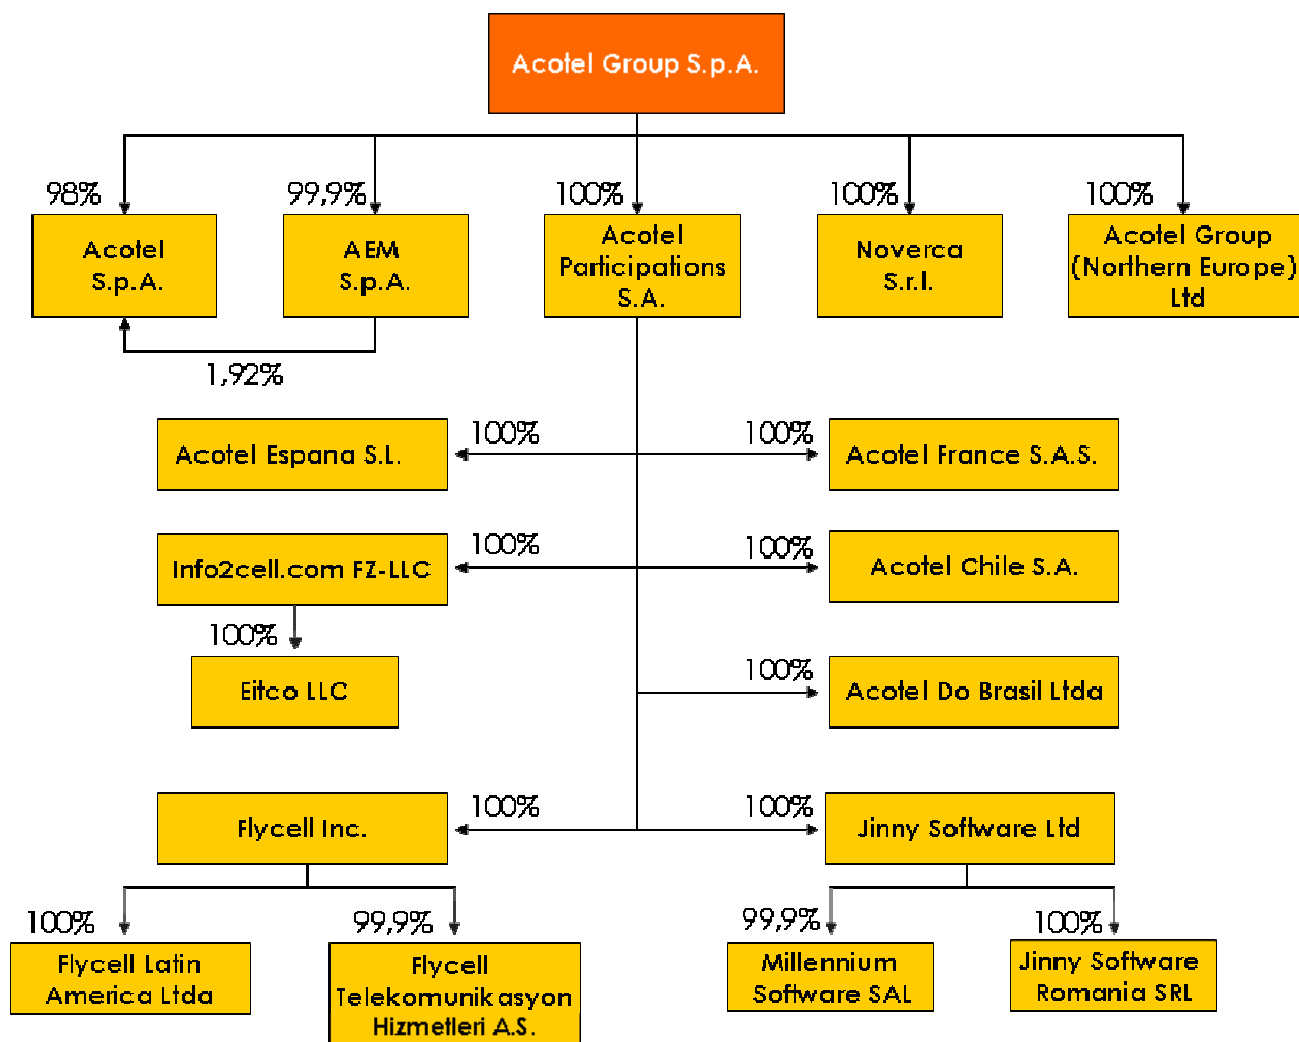 Acotel Group S.p.A.
98%
99,9%
100%
100%
100%
Acotel
S.p.A.
AEM
S.p.A.
Acotel
Participations
S.A.
Noverca
S.r.l.
Acotel Group
(Northern Europe)
Ltd
1,92%
100%
100%
Acotel Espana S.L.
Acotel France S.A.S.
100%
100%
Info2cell.com FZ-LLC
Acotel Chile S.A.
100%
Eitco LLC
100%
Acotel Do Brasil Ltda
100%
100%
Flycell Inc.
Jinny Software Ltd
100%
99,9%
99,9%
100%
Flycell Latin
America Ltda
Flycell
Telekomunikasyon
Hizmetleri A.S.
Millennium
Software SAL
Jinny Software
Romania SRL